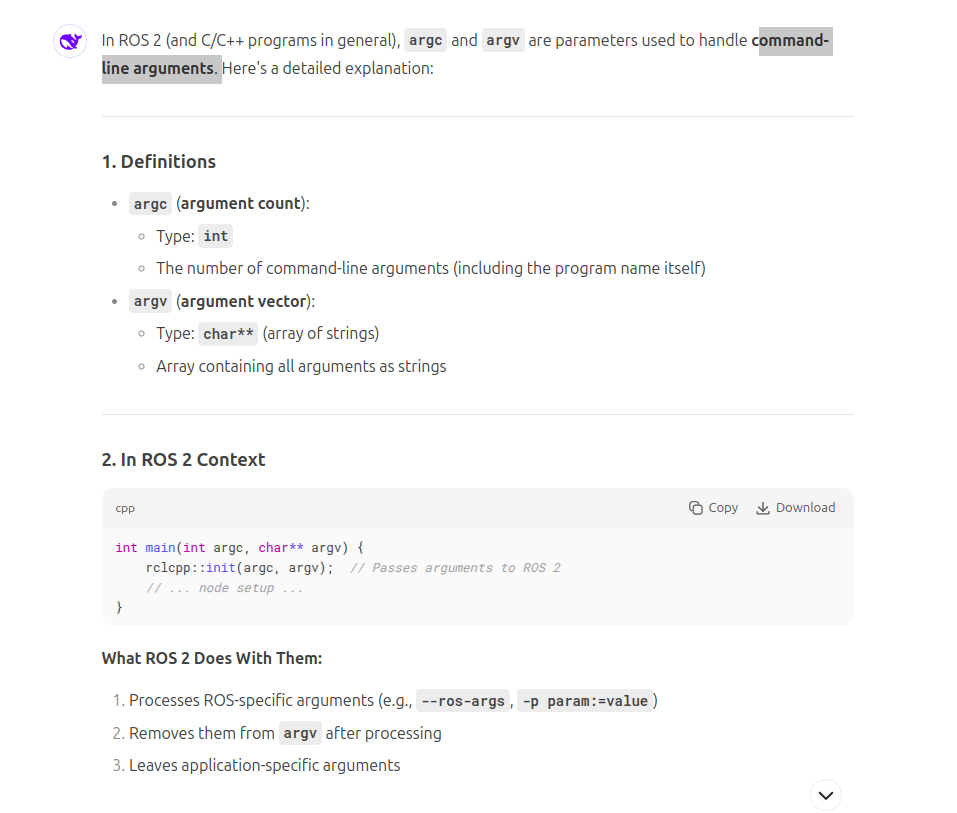 In ROS 2 (and C/C++ programs in general), argc and argv are parameters used to handle command-
line arguments. Here's a detailed explanation:
1. Definitions
• argc (argument count):
◦ Type: int
◦ The number of command-line arguments (including the program name itself)
• argv (argument vector):
◦ Type: char** (array of strings)
◦ Array containing all arguments as strings
2. In ROS 2 Context
cpp Copy Download
int main(int argc, char** argv) {
    rclcpp::init(argc, argv);  // Passes arguments to ROS 2
    // ... node setup ...
}
What ROS 2 Does With Them:
1. Processes ROS-specific arguments (e.g., --ros-args, -p param:=value)
2. Removes them from argv after processing
3. Leaves application-specific arguments